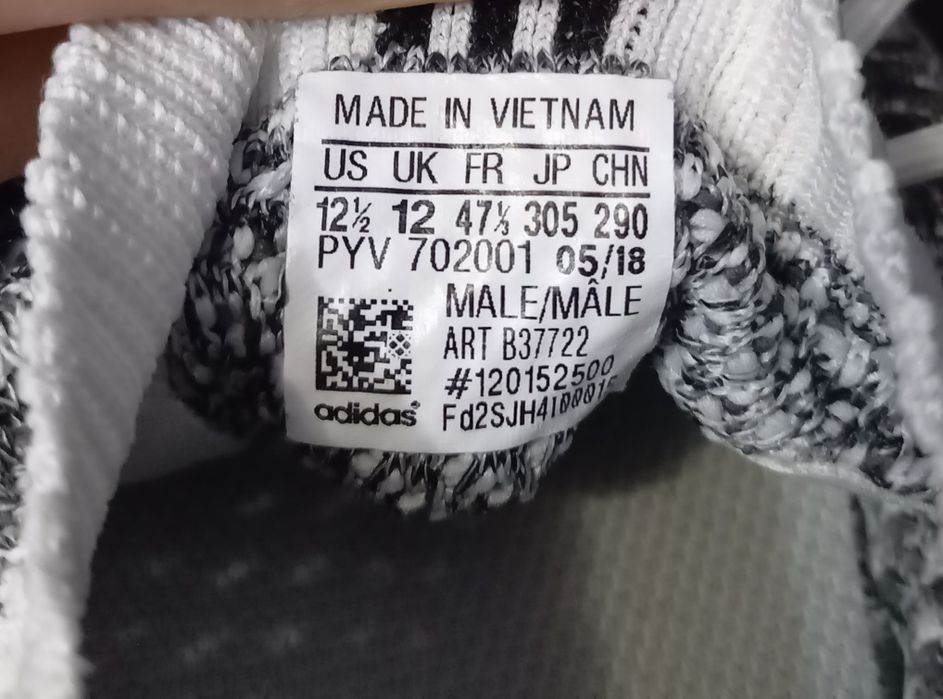 MADE IN VIETNAM
US UK FR JP CHN
12½ 12 47⅓ 305 290
PYV 702001 05/18
MALE/MÂLE
ART B37722
#120152500
adidas®